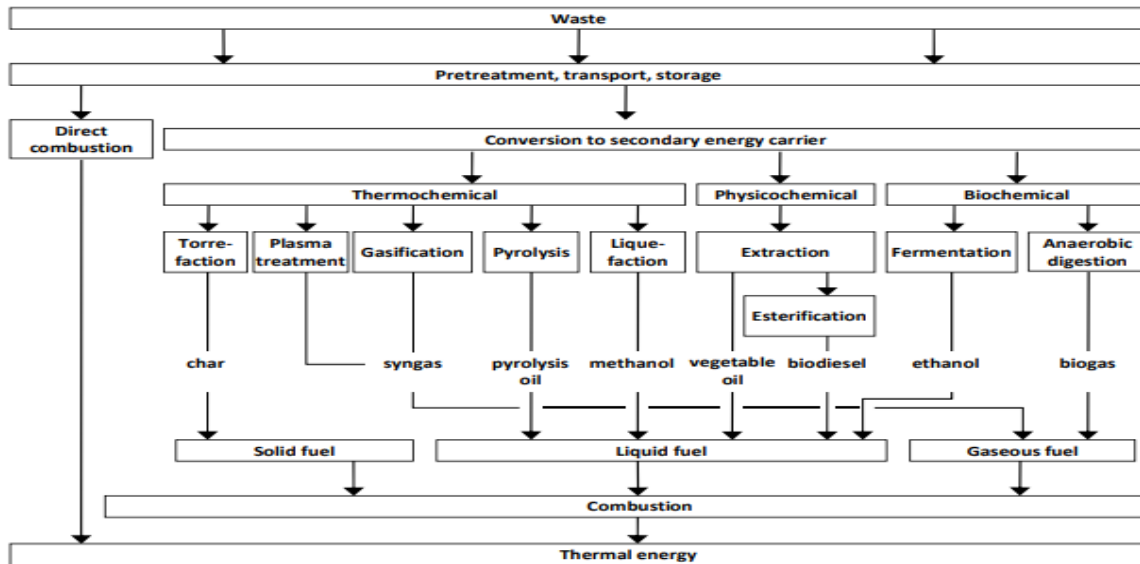 Waste
Pretreatment, transport, storage
Direct
combustion
Conversion to secondary energy carrier
Thermochemical
Physicochemical
Biochemical
Torre-
faction
Plasma
treatment
Gasification
Pyrolysis
Lique-
faction
Extraction
Fermentation
Anaerobic
digestion
Esterification
char
syngas
pyrolysis
oil
methanol
vegetable
oil
biodiesel
ethanol
biogas
Solid fuel
Liquid fuel
Gaseous fuel
Combustion
Thermal energy